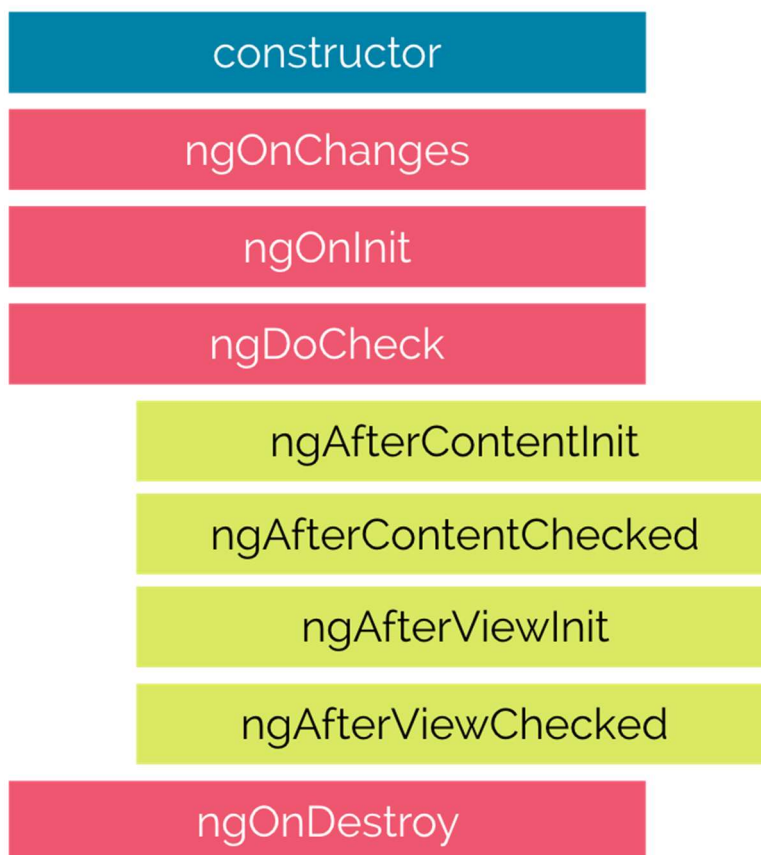 constructor
ngOnChanges
ngOnInit
ngDoCheck
ngAfterContentInit
ngAfterContentChecked
ngAfterViewInit
ngAfterViewChecked
ngOnDestroy